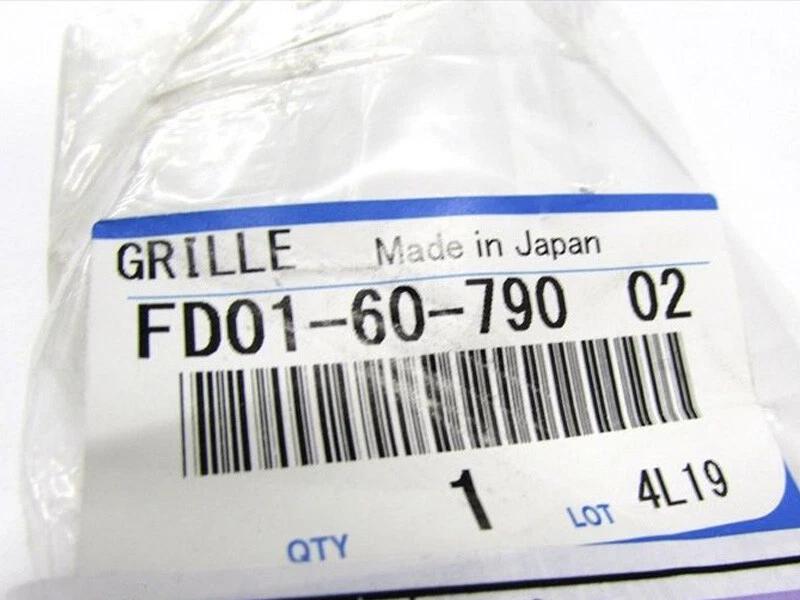 GRILLE Made in Japan
FD01-60-790 02
1
QTY LOT 4L19